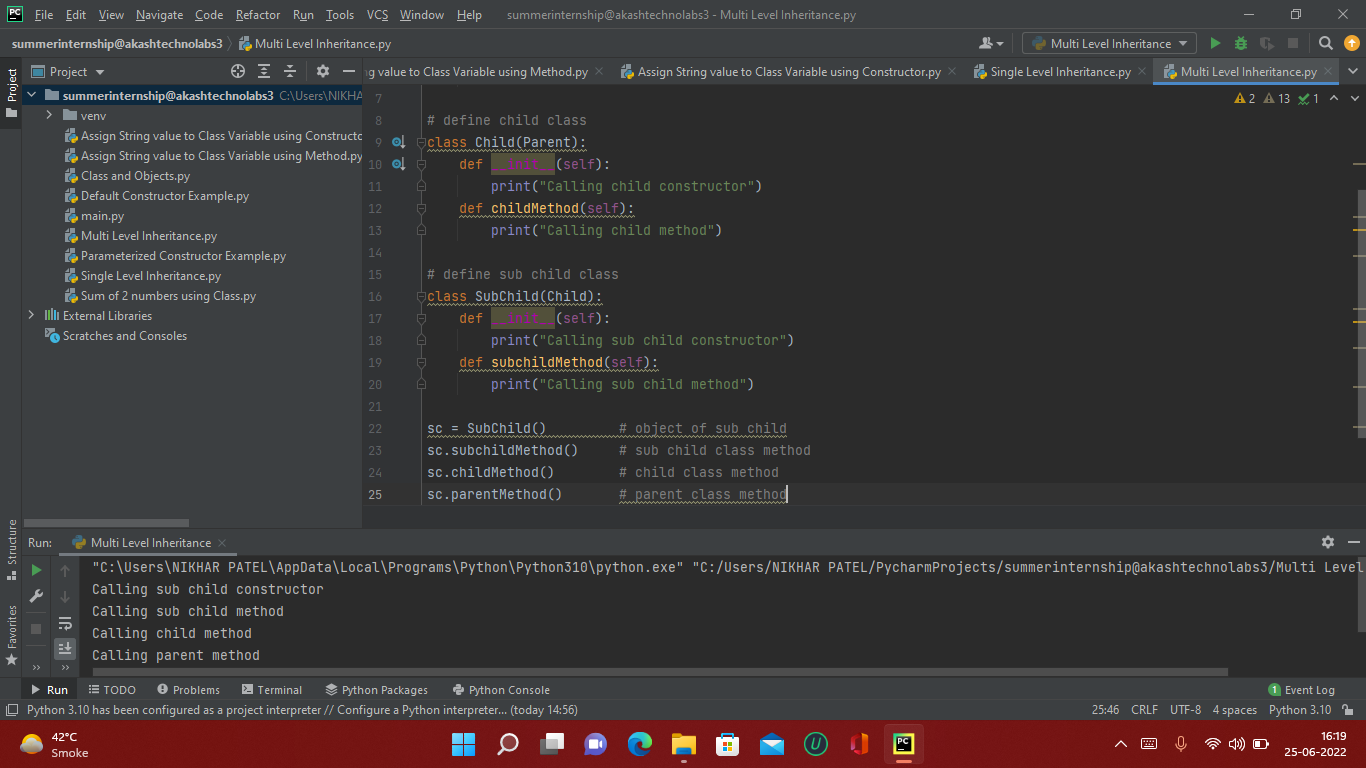 PC File Edit View Navigate Code Refactor Run Tools VCS Window Help summerinternship@akashtechnolabs3 - Multi Level Inheritance.py
summerinternship@akashtechnolabs3 Multi Level Inheritance.py Multi Level Inheritance
Project
Project
ng value to Class Variable using Method.py Assign String value to Class Variable using Constructor.py Single Level Inheritance.py Multi Level Inheritance.py
summerinternship@akashtechnolabs3 C:\Users\NIKHA
venv
Assign String value to Class Variable using Constructo
Assign String value to Class Variable using Method.py
Class and Objects.py
Default Constructor Example.py
main.py
Multi Level Inheritance.py
Parameterized Constructor Example.py
Single Level Inheritance.py
Sum of 2 numbers using Class.py
External Libraries
Scratches and Consoles
2 13 1
7
8 # define child class
9 class Child(Parent):
10 def __init__(self):
11 print("Calling child constructor")
12 def childMethod(self):
13 print("Calling child method")
14
15 # define sub child class
16 class SubChild(Child):
17 def __init__(self):
18 print("Calling sub child constructor")
19 def subchildMethod(self):
20 print("Calling sub child method")
21
22 sc = SubChild() # object of sub child
23 sc.subchildMethod() # sub child class method
24 sc.childMethod() # child class method
25 sc.parentMethod() # parent class method
Structure
Favorites
Run: Multi Level Inheritance
"C:\Users\NIKHAR PATEL\AppData\Local\Programs\Python\Python310\python.exe" "C:/Users/NIKHAR PATEL/PycharmProjects/summerinternship@akashtechnolabs3/Multi Level
Calling sub child constructor
Calling sub child method
Calling child method
Calling parent method
Run TODO Problems Terminal Python Packages Python Console 1 Event Log
Python 3.10 has been configured as a project interpreter // Configure a Python interpreter... (today 14:56) 25:46 CRLF UTF-8 4 spaces Python 3.10
42°C
Smoke
U
PC
16:19
25-06-2022